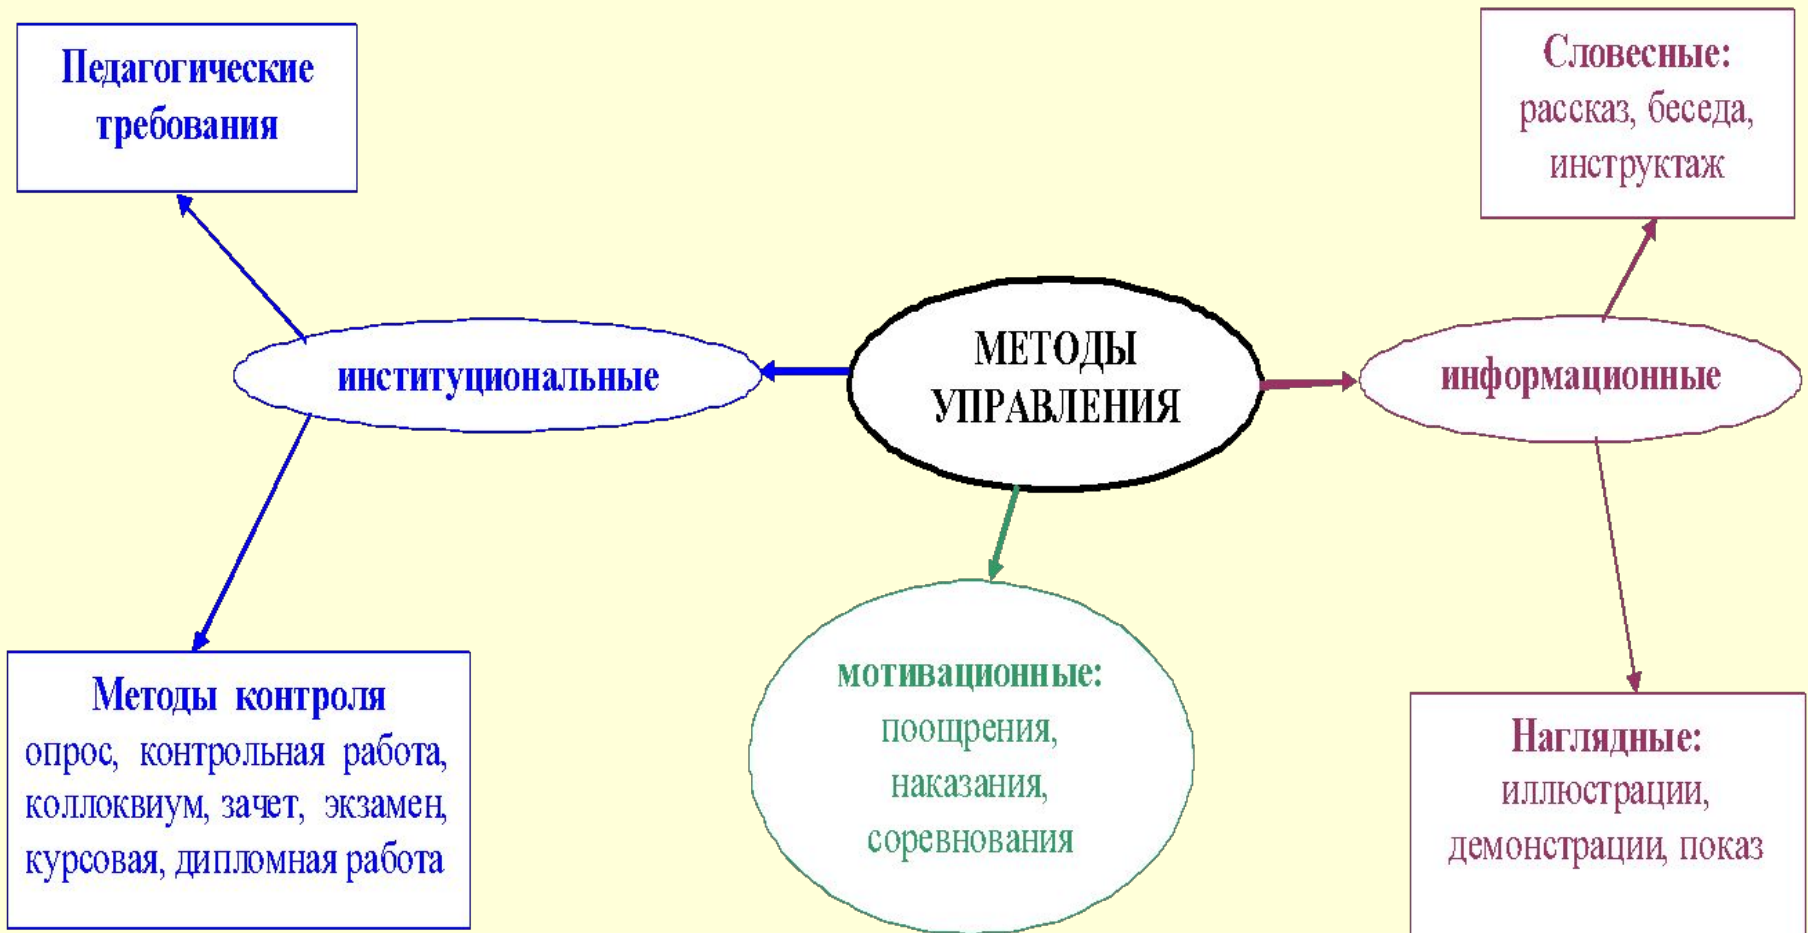 Педагогические
требования
Словесные:
рассказ, беседа,
инструктаж
МЕТОДЫ
УПРАВЛЕНИЯ
институциональные
информационные
Методы контроля
опрос, контрольная работа,
коллоквиум, зачет, экзамен,
курсовая, дипломная работа
мотивационные:
поощрения,
наказания,
соревнования
Наглядные:
иллюстрации,
демонстрации, показ